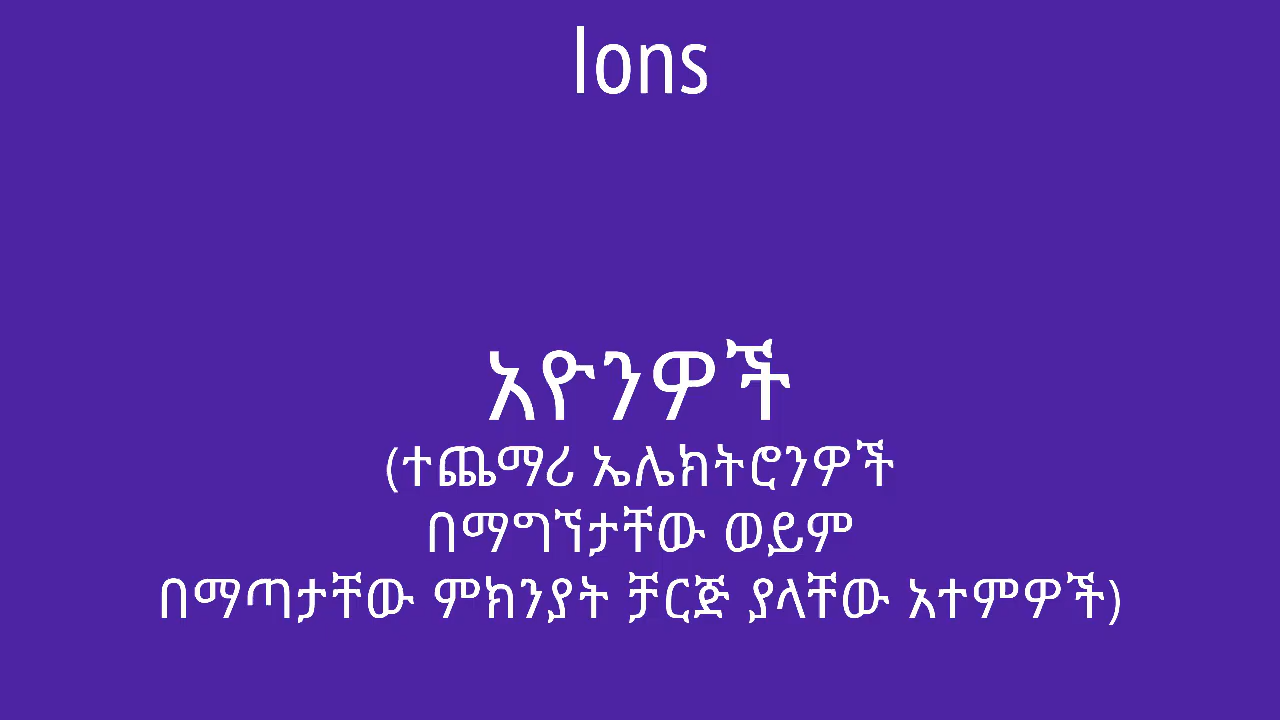 Ions
አዮንዎች
(ተጨማሪ ኤሌክትሮንዎች
በማግኘታቸው ወይም
በማጣታቸው ምክንያት ቻርጅ ያላቸው አተምዎች)